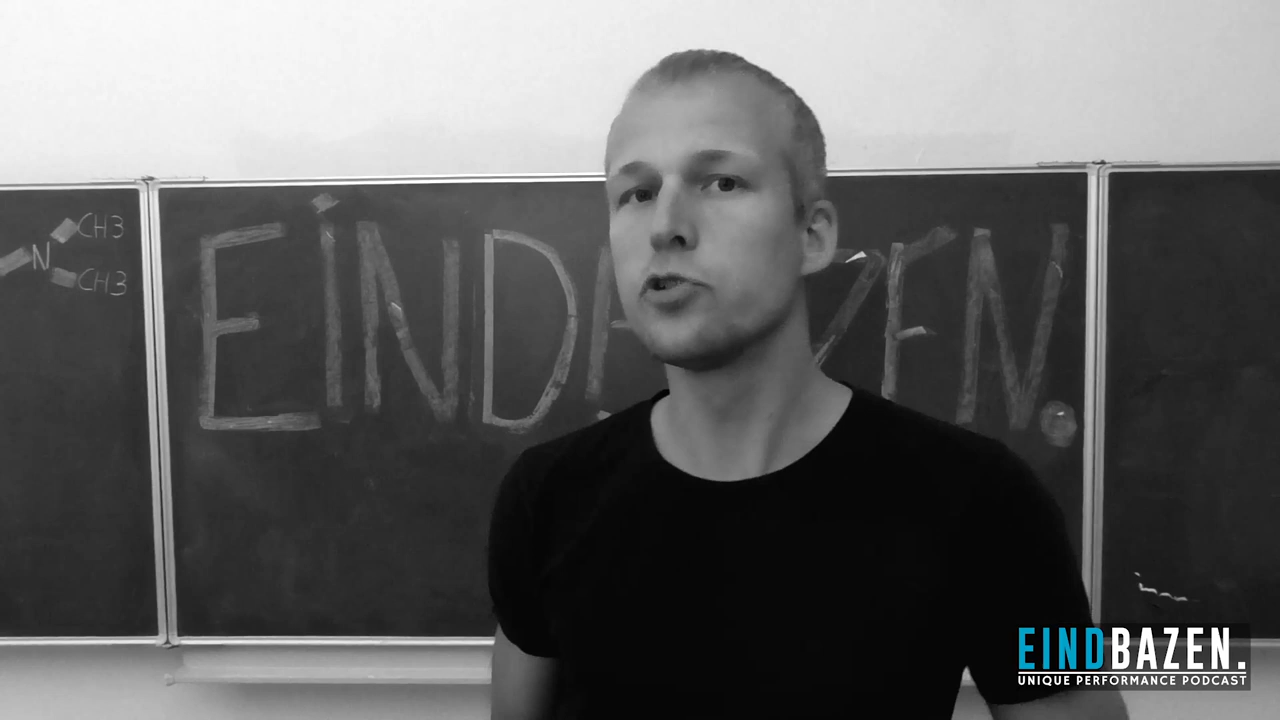 CH3
N
CH3
EINDBAZEN.
EINDBAZEN.
UNIQUE PERFORMANCE PODCAST